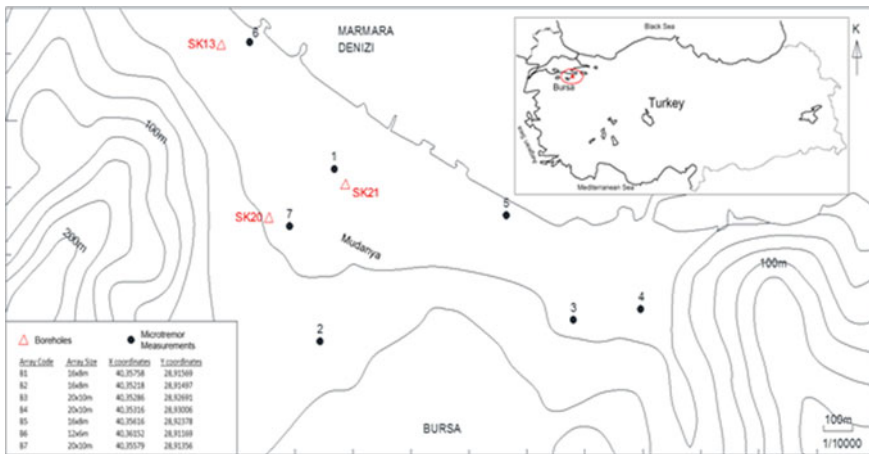 MARMARA
DENIZI
6
SK13
Black Sea
K
Bursa
Turkey
Mediterranean Sea
100m
1
SK21
SK20
7
5
Mudanya
200m
100m
3
4
2
Boreholes
Microtremor
Measurements
Array Code Array Size X coordinates Y coordinates
B1 16x8m 40,35758 28,91569
B2 16x8m 40,35218 28,91497
B3 20x10m 40,35286 28,92691
B4 20x10m 40,35316 28,93006
B5 16x8m 40,35616 28,92378
B6 12x6m 40,36152 28,91169
B7 20x10m 40,35579 28,91356
BURSA
100m
1/10000